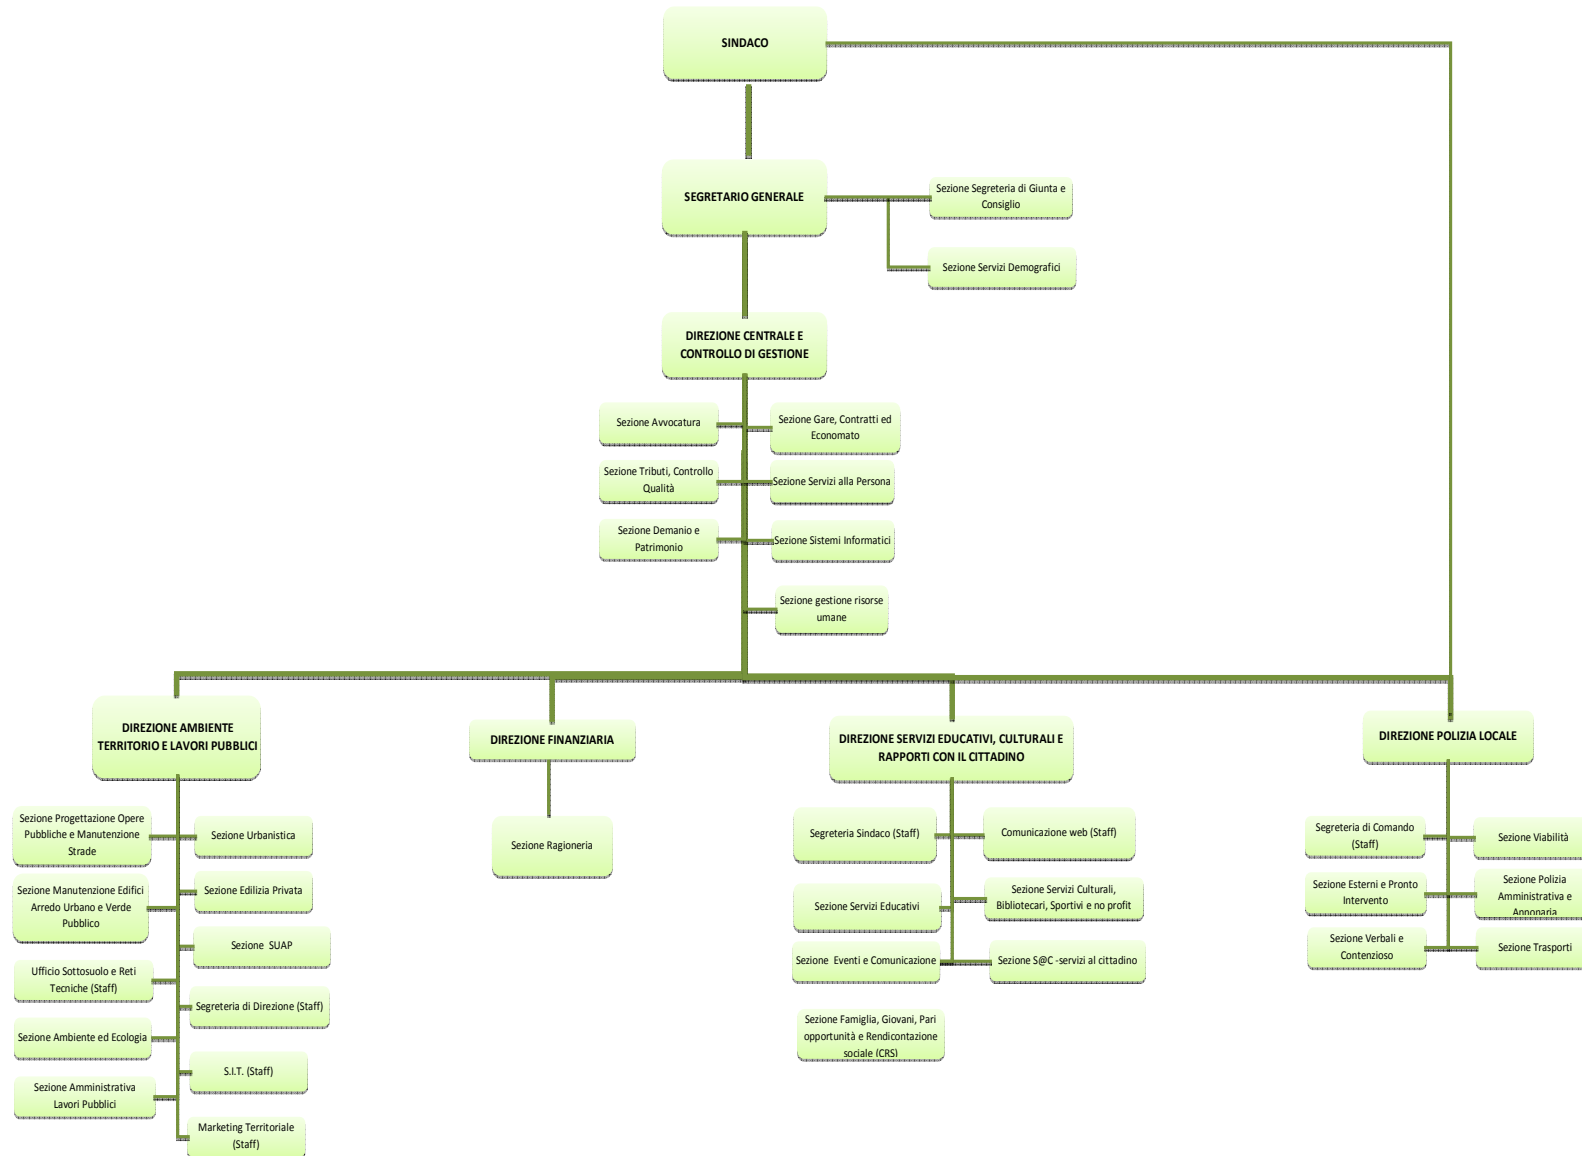 SINDACO
SEGRETARIO GENERALE
Sezione Segreteria di Giunta e
Consiglio
Sezione Servizi Demografici
DIREZIONE CENTRALE E
CONTROLLO DI GESTIONE
Sezione Avvocatura
Sezione Gare, Contratti ed
Economato
Sezione Tributi, Controllo
Qualità
Sezione Servizi alla Persona
Sezione Demanio e
Patrimonio
Sezione Sistemi Informatici
Sezione gestione risorse
umane
DIREZIONE AMBIENTE
TERRITORIO E LAVORI PUBBLICI
Sezione Progettazione Opere
Pubbliche e Manutenzione
Strade
Sezione Urbanistica
Sezione Manutenzione Edifici
Arredo Urbano e Verde
Pubblico
Sezione Edilizia Privata
Sezione SUAP
Ufficio Sottosuolo e Reti
Tecniche (Staff)
Segreteria di Direzione (Staff)
Sezione Ambiente ed Ecologia
S.I.T. (Staff)
Sezione Amministrativa
Lavori Pubblici
Marketing Territoriale
(Staff)
DIREZIONE FINANZIARIA
Sezione Ragioneria
DIREZIONE SERVIZI EDUCATIVI, CULTURALI E
RAPPORTI CON IL CITTADINO
Segreteria Sindaco (Staff)
Comunicazione web (Staff)
Sezione Servizi Educativi
Sezione Servizi Culturali,
Bibliotecari, Sportivi e no profit
Sezione Eventi e Comunicazione
Sezione S@C -servizi al cittadino
Sezione Famiglia, Giovani, Pari
opportunità e Rendicontazione
sociale (CRS)
DIREZIONE POLIZIA LOCALE
Segreteria di Comando
(Staff)
Sezione Viabilità
Sezione Esterni e Pronto
Intervento
Sezione Polizia
Amministrativa e
Annonaria
Sezione Verbali e
Contenzioso
Sezione Trasporti